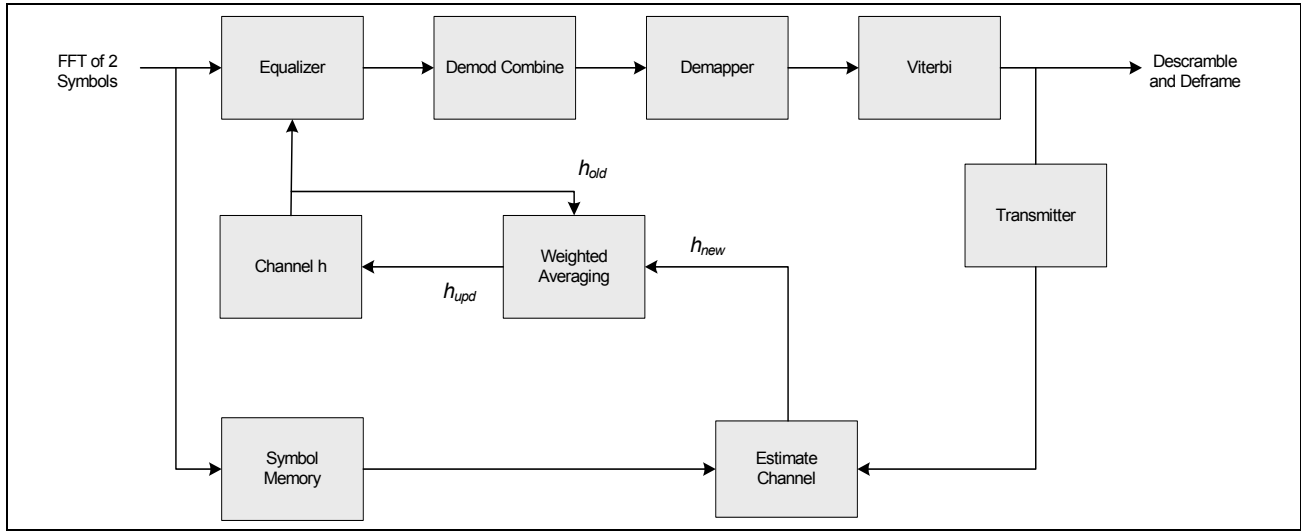 FFT of 2
Symbols
Equalizer
Demod Combine
Demapper
Viterbi
Descramble
and Deframe
h_old
Transmitter
Channel h
Weighted
Averaging
h_new
h_upd
Symbol
Memory
Estimate
Channel